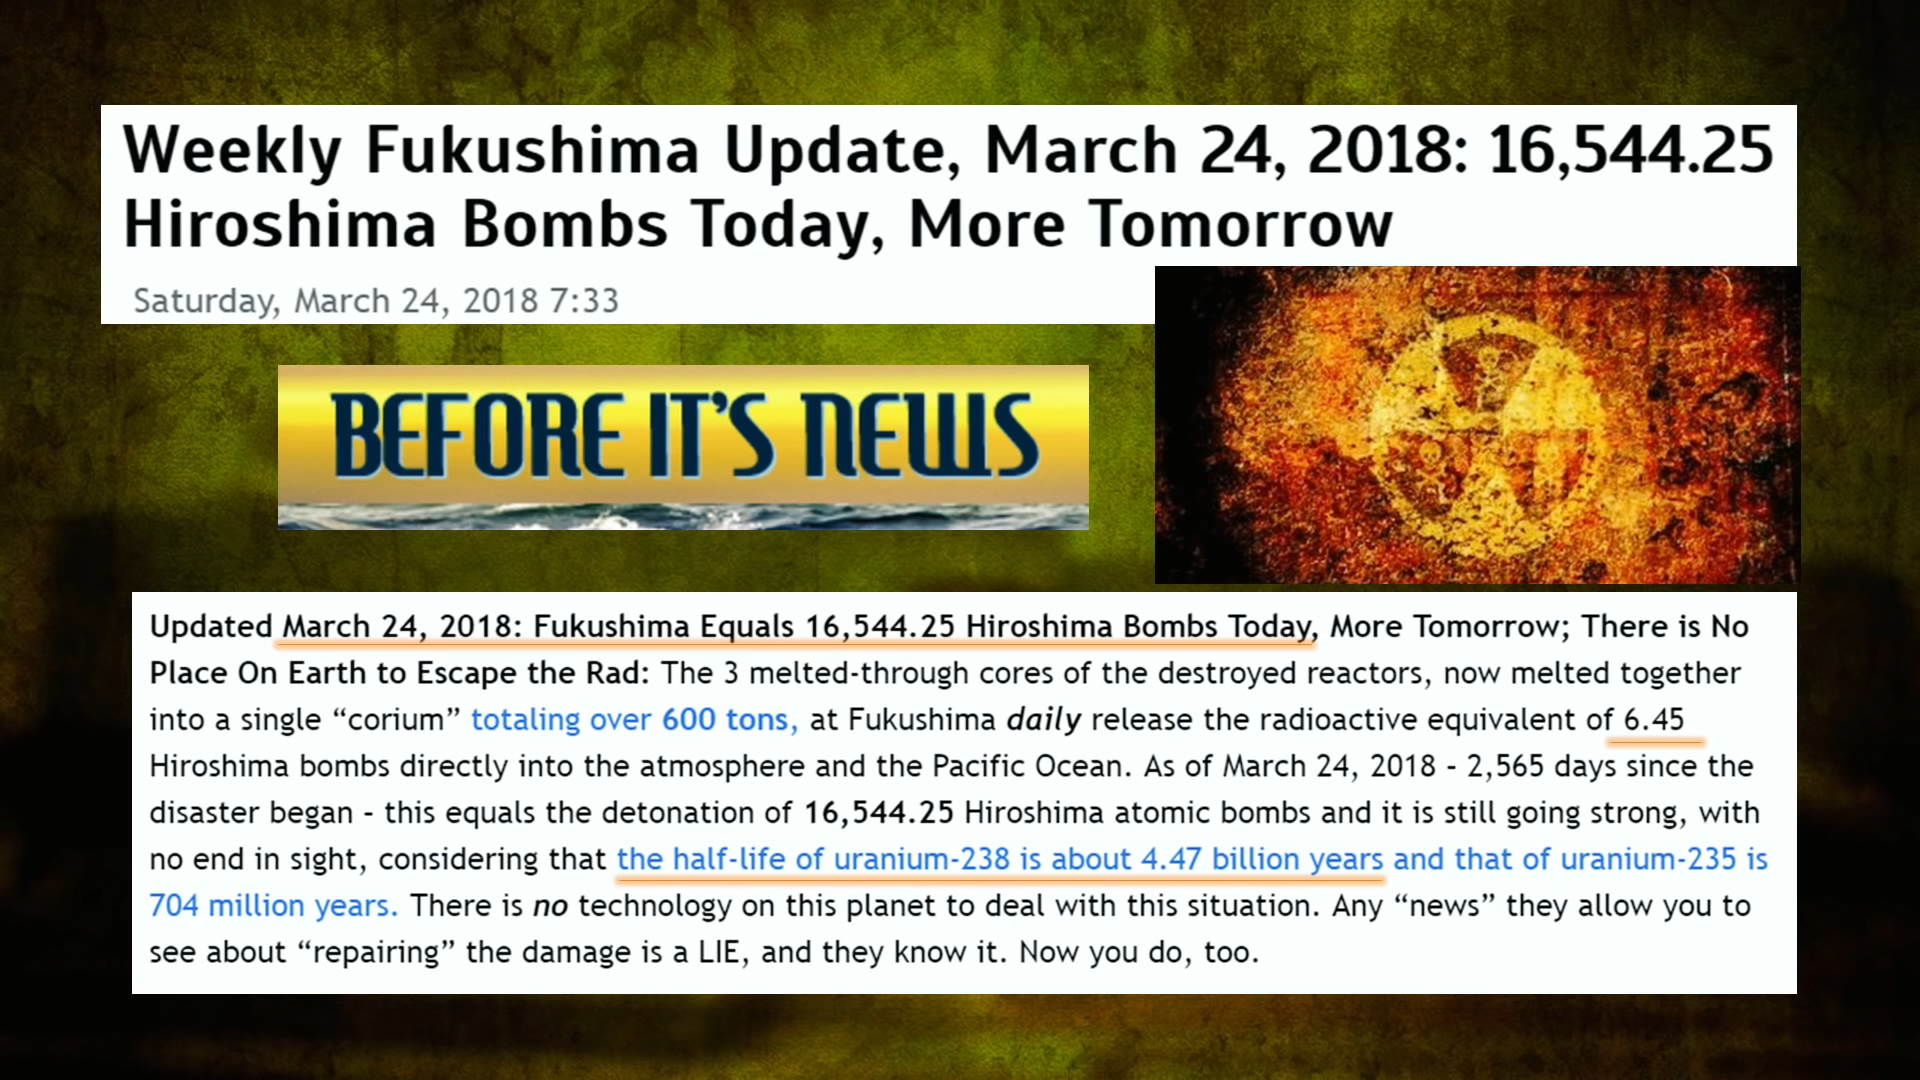 Weekly Fukushima Update, March 24, 2018: 16,544.25
Hiroshima Bombs Today, More Tomorrow
Saturday, March 24, 2018 7:33
BEFORE IT'S NEWS
Updated March 24, 2018: Fukushima Equals 16,544.25 Hiroshima Bombs Today, More Tomorrow; There is No
Place On Earth to Escape the Rad: The 3 melted-through cores of the destroyed reactors, now melted together
into a single “corium” totaling over 600 tons, at Fukushima daily release the radioactive equivalent of 6.45
Hiroshima bombs directly into the atmosphere and the Pacific Ocean. As of March 24, 2018 - 2,565 days since the
disaster began - this equals the detonation of 16,544.25 Hiroshima atomic bombs and it is still going strong, with
no end in sight, considering that the half-life of uranium-238 is about 4.47 billion years and that of uranium-235 is
704 million years. There is no technology on this planet to deal with this situation. Any “news” they allow you to
see about “repairing” the damage is a LIE, and they know it. Now you do, too.